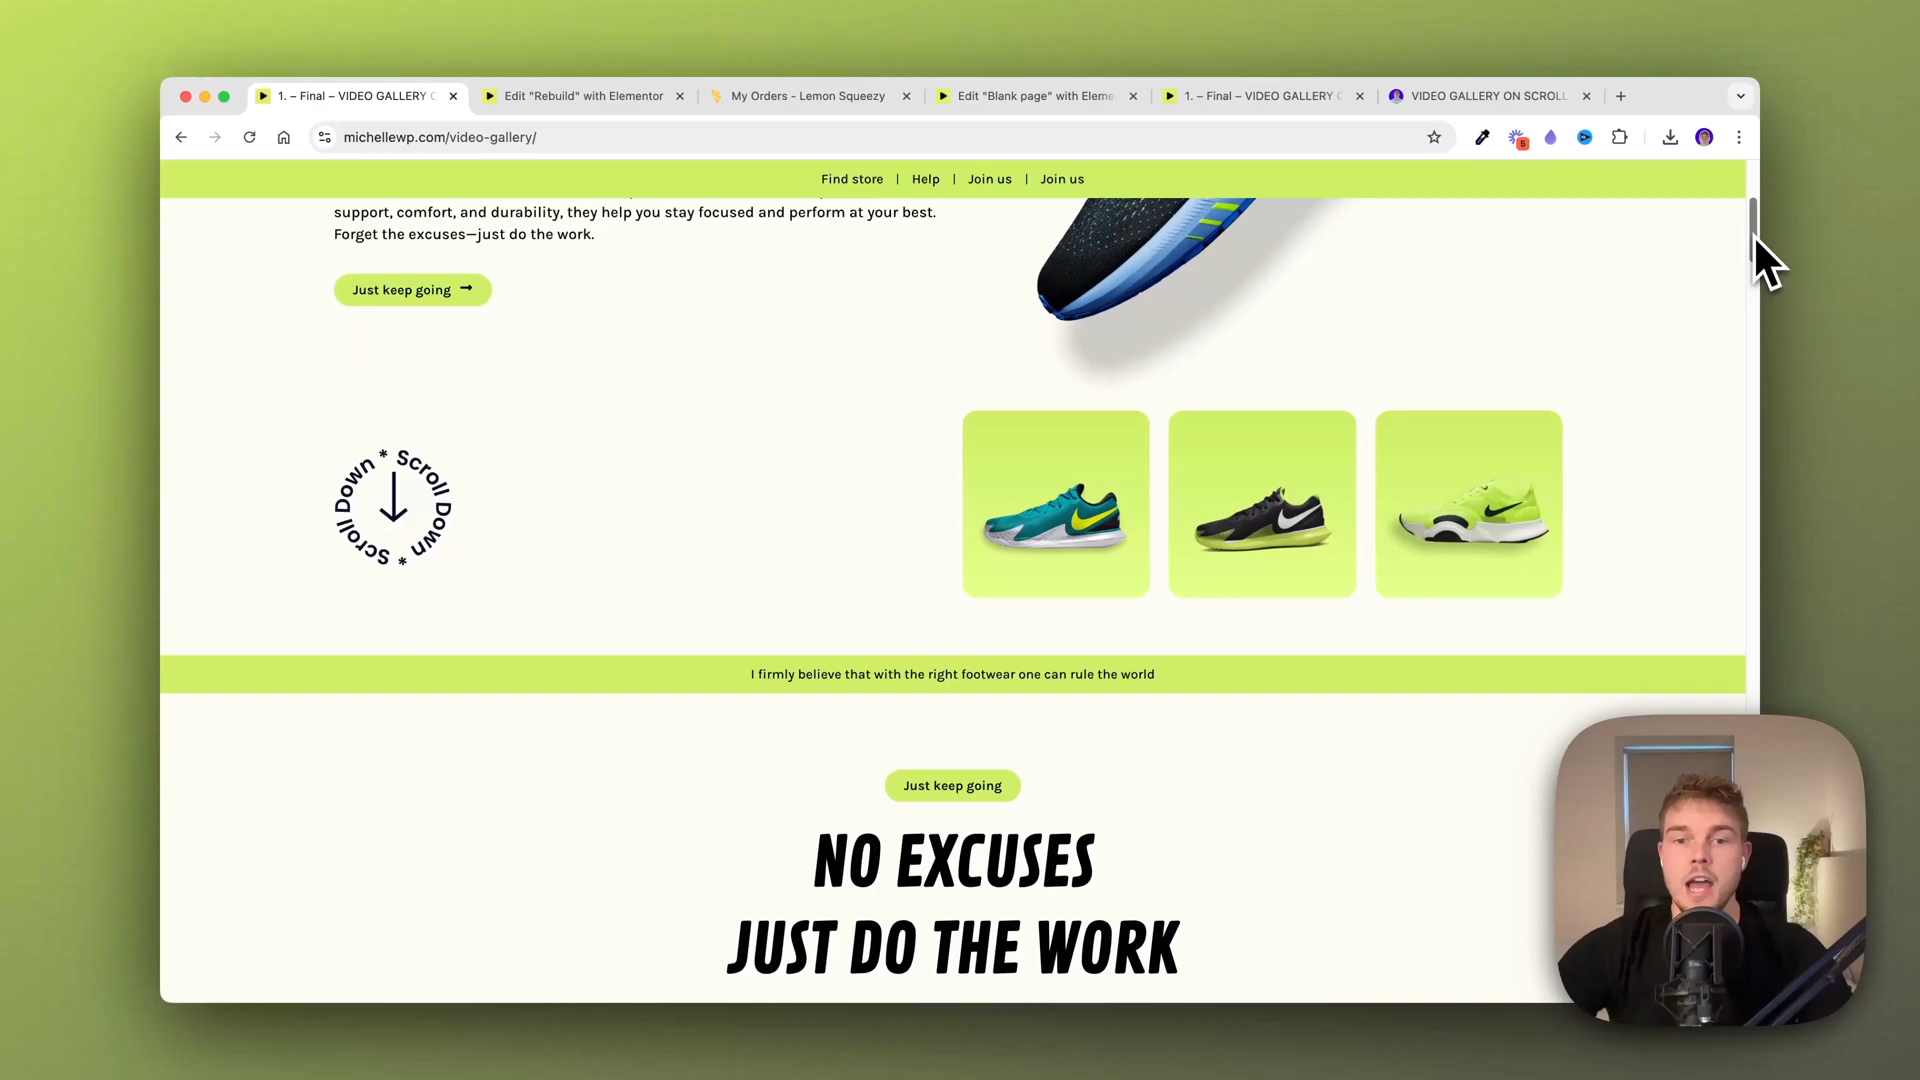 1. – Final – VIDEO GALLERY C
Edit "Rebuild" with Elementor
My Orders - Lemon Squeezy
Edit "Blank page" with Eleme
1. – Final – VIDEO GALLERY C
VIDEO GALLERY ON SCROLL
michellewp.com/video-gallery/
5
Find store | Help | Join us | Join us
support, comfort, and durability, they help you stay focused and perform at your best.
Forget the excuses—just do the work.
Just keep going
Scroll Down * Scroll Down * 
I firmly believe that with the right footwear one can rule the world
Just keep going
NO EXCUSES
JUST DO THE WORK